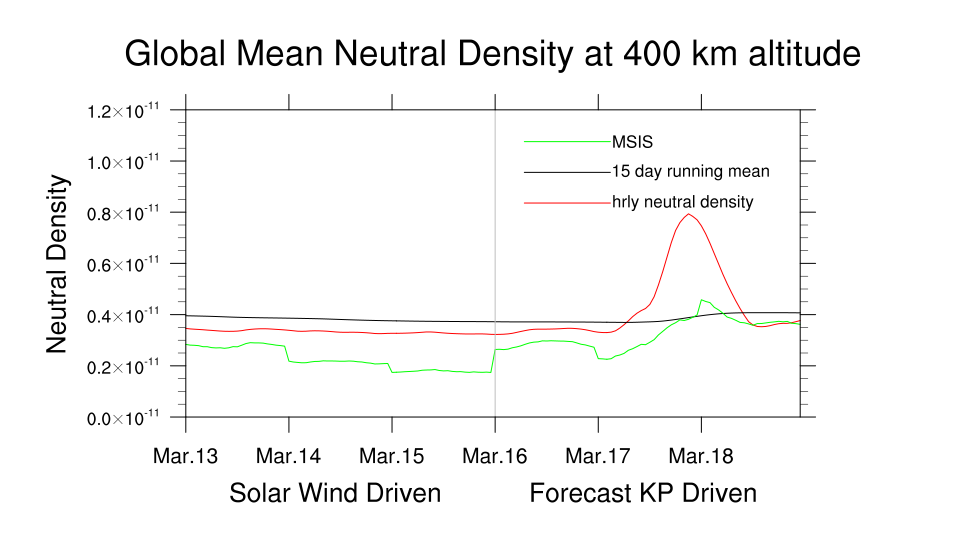 Global Mean Neutral Density at 400 km altitude
Neutral Density
1.2×10⁻¹¹
1.0×10⁻¹¹
0.8×10⁻¹¹
0.6×10⁻¹¹
0.4×10⁻¹¹
0.2×10⁻¹¹
0.0×10⁻¹¹
MSIS
15 day running mean
hrly neutral density
Mar.13 Mar.14 Mar.15 Mar.16 Mar.17 Mar.18
Solar Wind Driven Forecast KP Driven